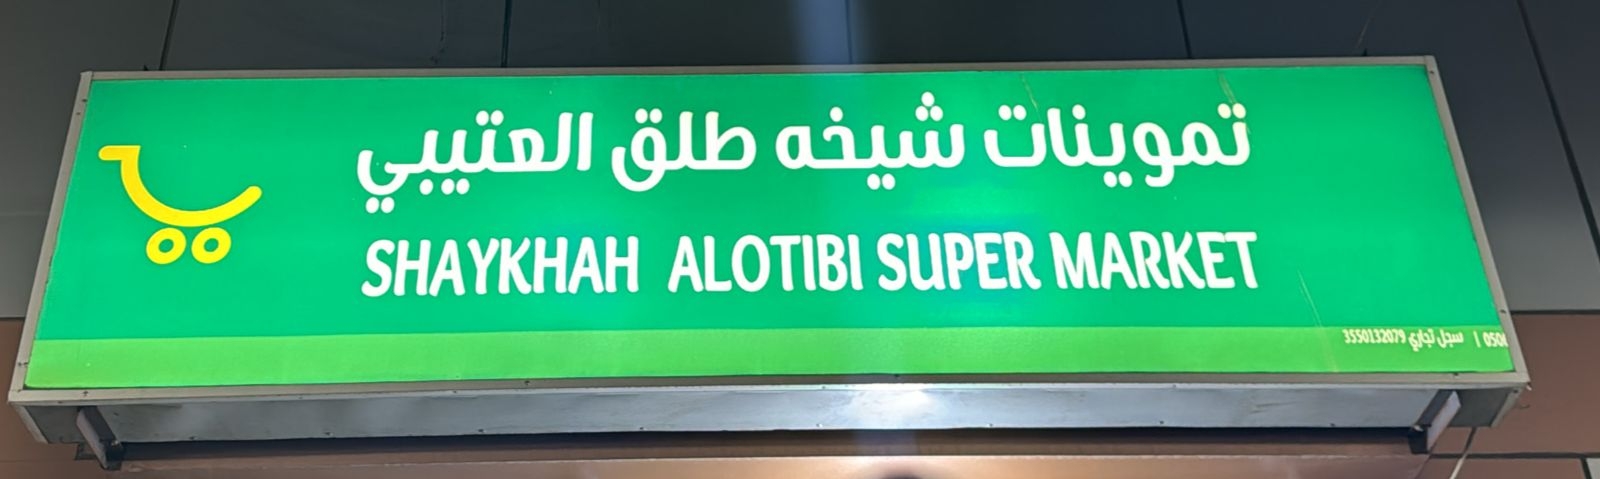 تموينات شيخه طلق العتيبي
SHAYKHAH ALOTIBI SUPER MARKET
سجل تجاري 3550132079 |